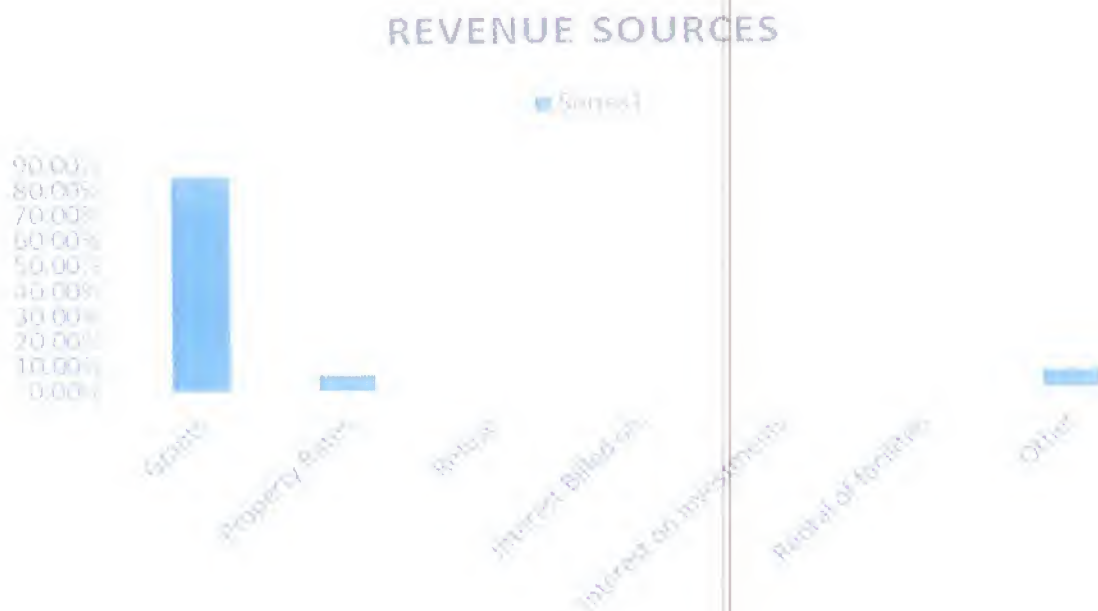 REVENUE SOURCES
Series1
90.00%
80.00%
70.00%
60.00%
50.00%
40.00%
30.00%
20.00%
10.00%
0.00%
Grants
Property Rates
Refuse
Interest Billed on
Interest on investments
Rental of facilities
Other